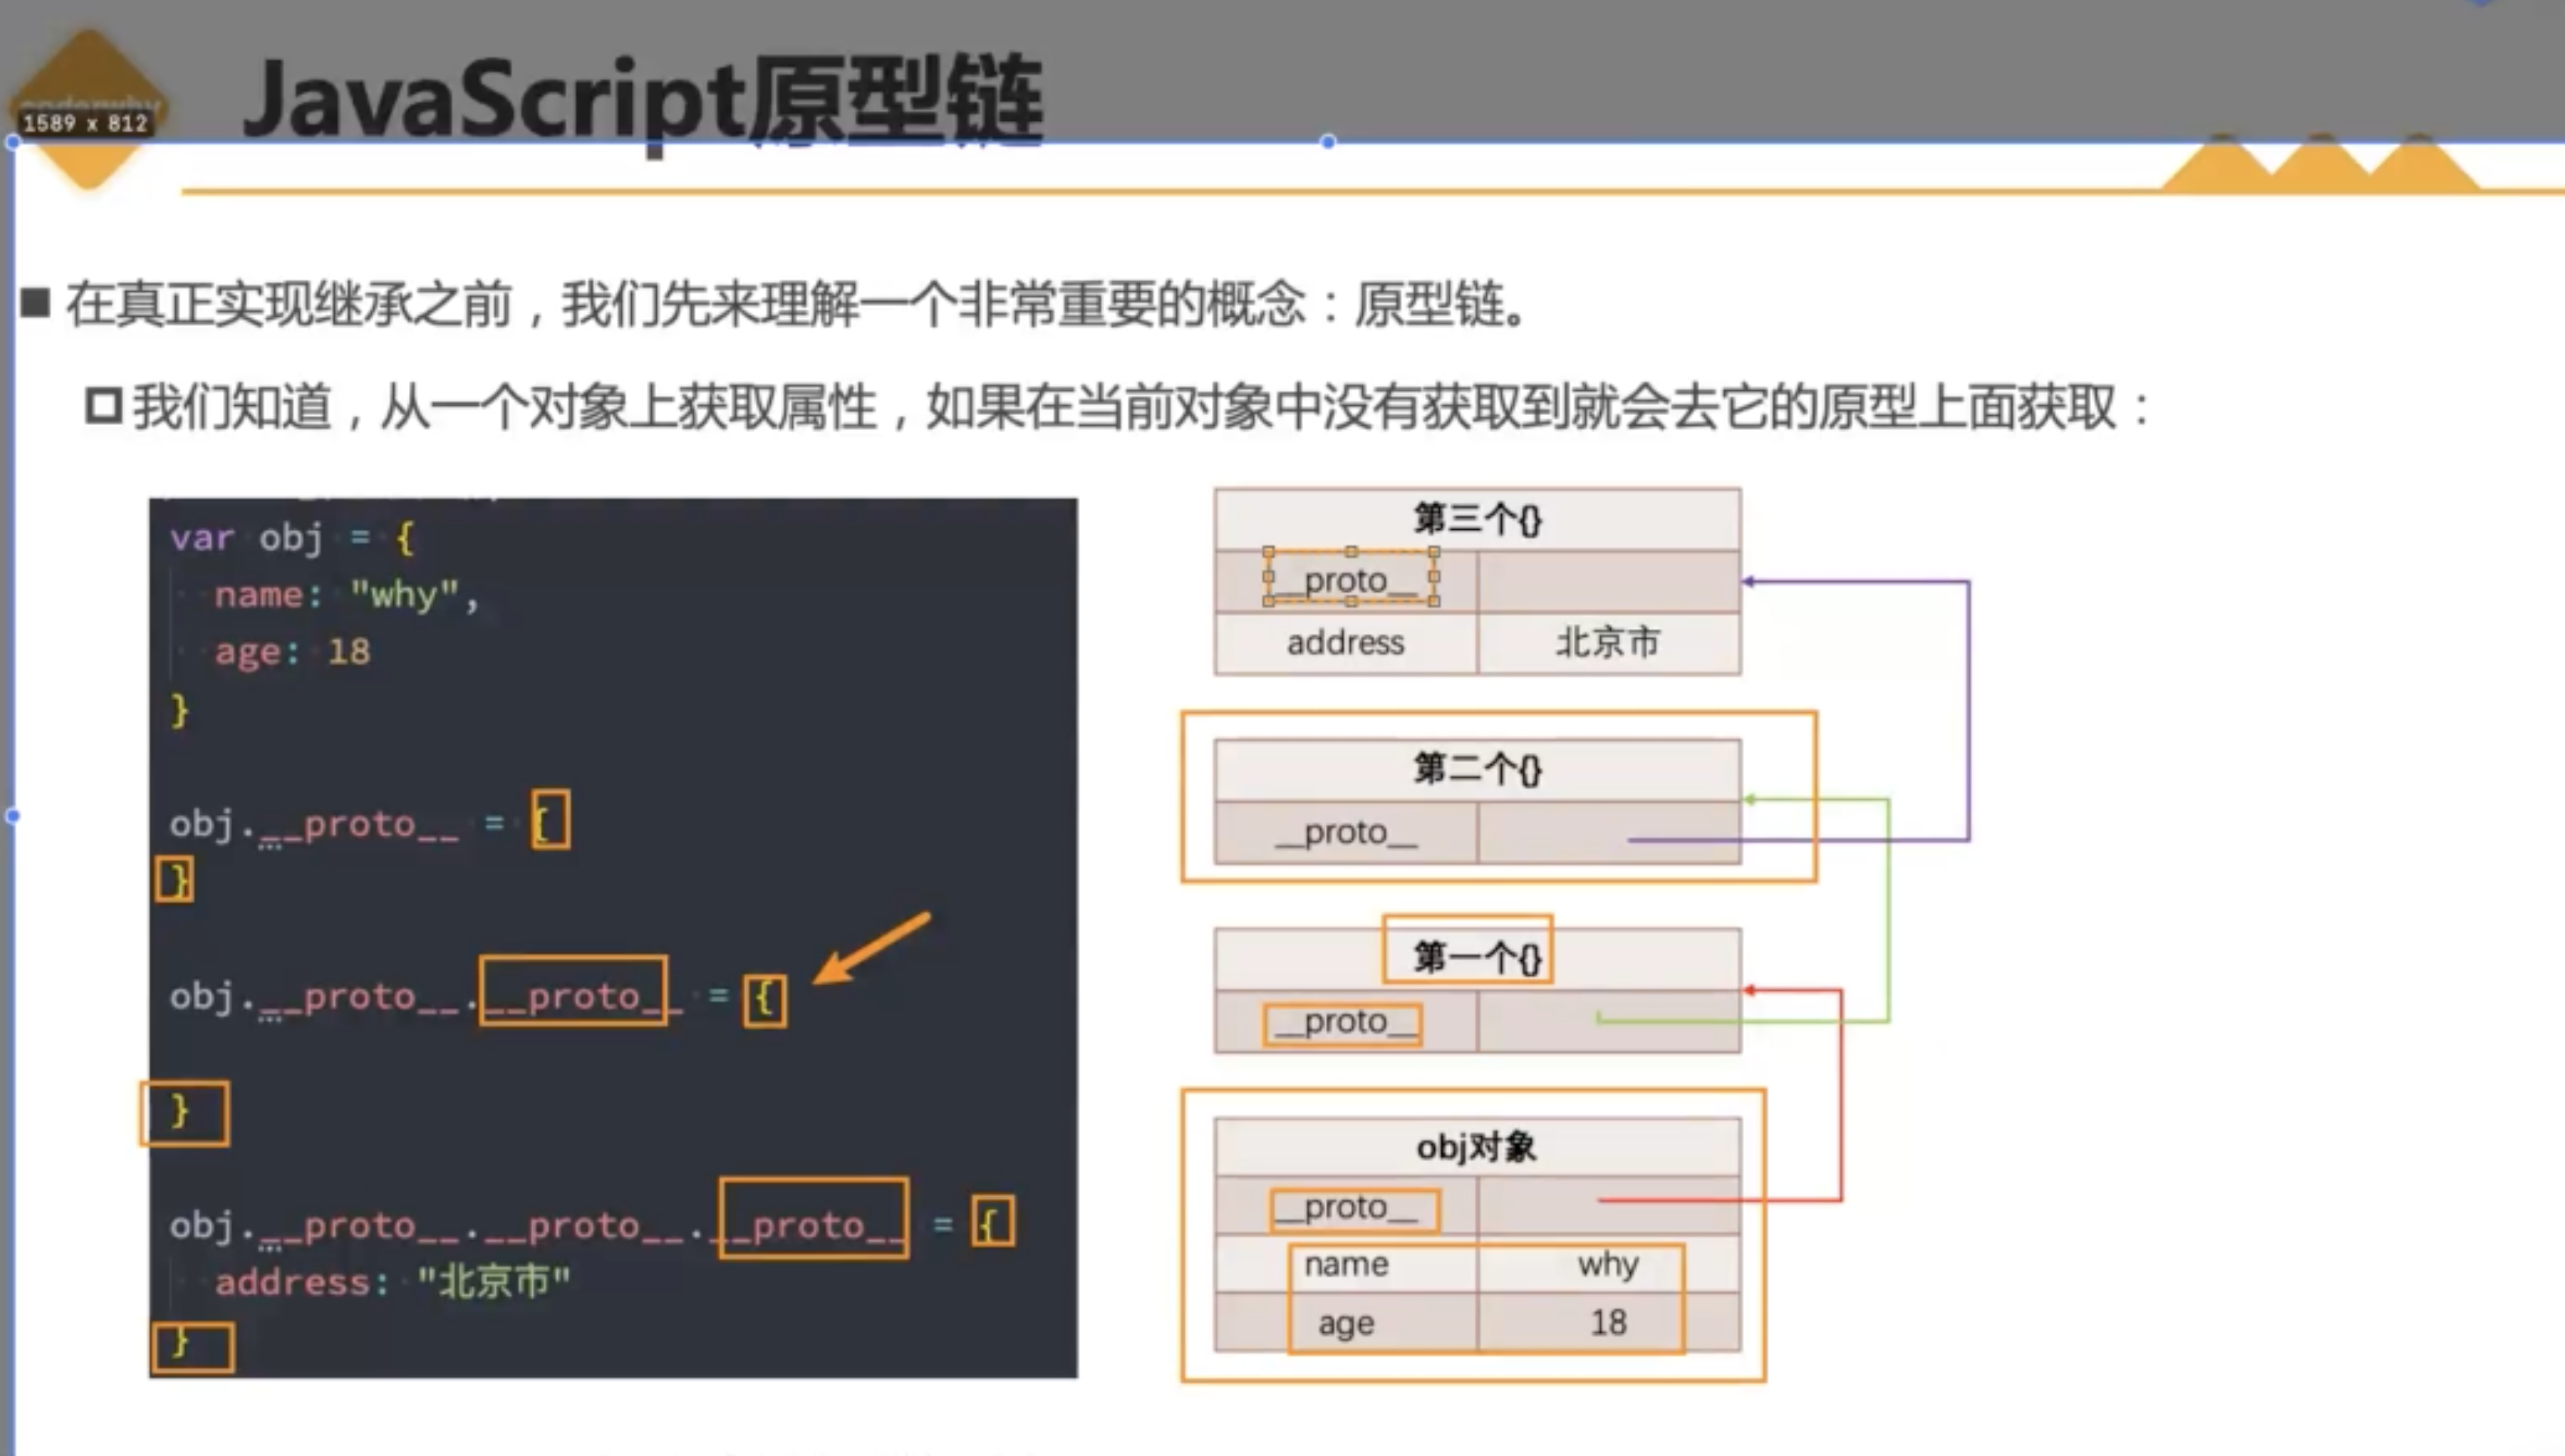 1589 x 812
JavaScript原型链
在真正实现继承之前，我们先来理解一个非常重要的概念：原型链。
我们知道，从一个对象上获取属性，如果在当前对象中没有获取到就会去它的原型上面获取：
var obj = {
name: "why",
age: 18
}
obj.__proto__ = {
}
obj.__proto__.__proto__ = {
}
obj.__proto__.__proto__.__proto__ = {
address: "北京市"
}
第三个{}
__proto__
address 北京市
第二个{}
__proto__
第一个{}
__proto__
obj对象
__proto__
name why
age 18